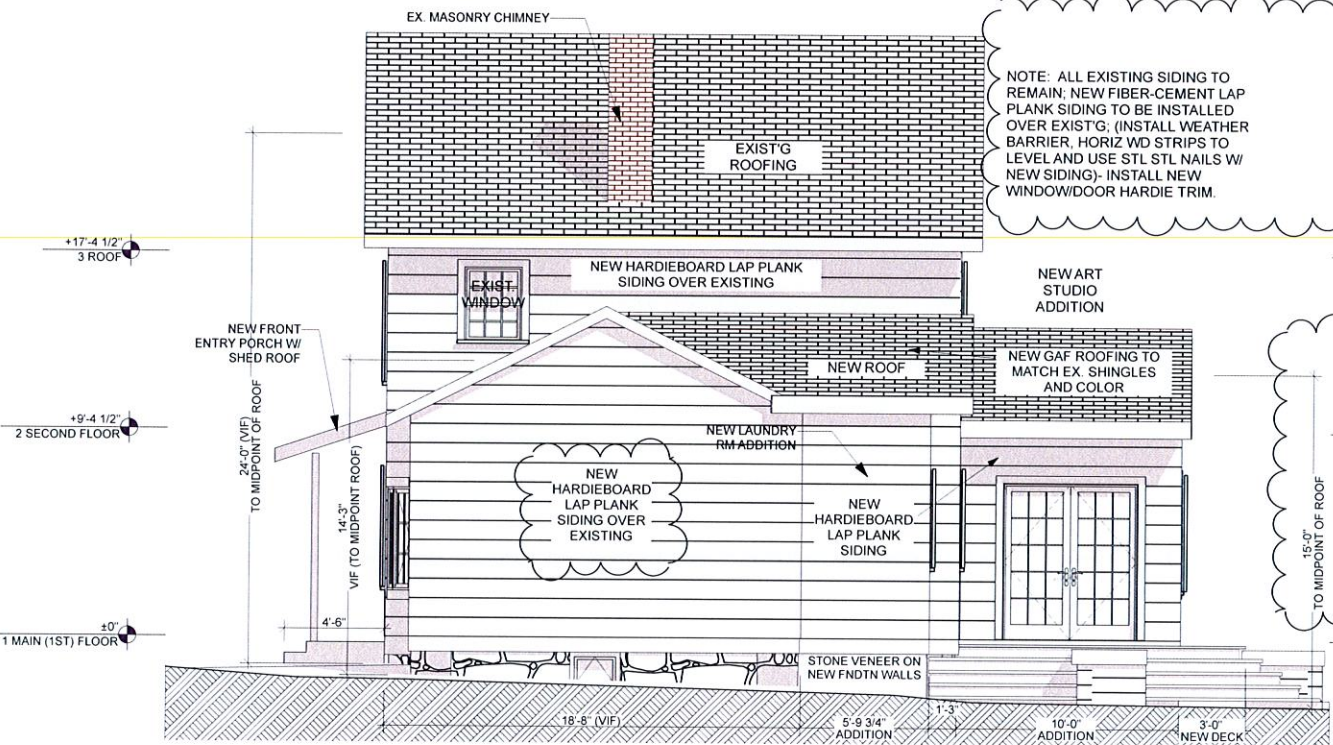 EX. MASONRY CHIMNEY
NOTE: ALL EXISTING SIDING TO
REMAIN; NEW FIBER-CEMENT LAP
PLANK SIDING TO BE INSTALLED
OVER EXIST'G; (INSTALL WEATHER
BARRIER, HORIZ WD STRIPS TO
LEVEL AND USE STL STL NAILS W/
NEW SIDING)- INSTALL NEW
WINDOW/DOOR HARDIE TRIM.
EXIST'G
ROOFING
+17'-4 1/2"
3 ROOF
NEW HARDIEBOARD LAP PLANK
SIDING OVER EXISTING
EXIST.
WINDOW
NEW ART
STUDIO
ADDITION
NEW FRONT
ENTRY PORCH W/
SHED ROOF
NEW ROOF
NEW GAF ROOFING TO
MATCH EX. SHINGLES
AND COLOR
+9'-4 1/2"
2 SECOND FLOOR
24'-0" (VIF)
TO MIDPOINT OF ROOF
14'-3"
VIF (TO MIDPOINT ROOF)
NEW LAUNDRY
RM ADDITION
NEW
HARDIEBOARD
LAP PLANK
SIDING OVER
EXISTING
NEW
HARDIEBOARD
LAP PLANK
SIDING
15'-0"
TO MIDPOINT OF ROOF
±0"
1 MAIN (1ST) FLOOR
4'-6"
STONE VENEER ON
NEW FNDTN WALLS
18'-8" (VIF)
5'-9 3/4"
ADDITION
1'-3"
10'-0"
ADDITION
3'-0"
NEW DECK